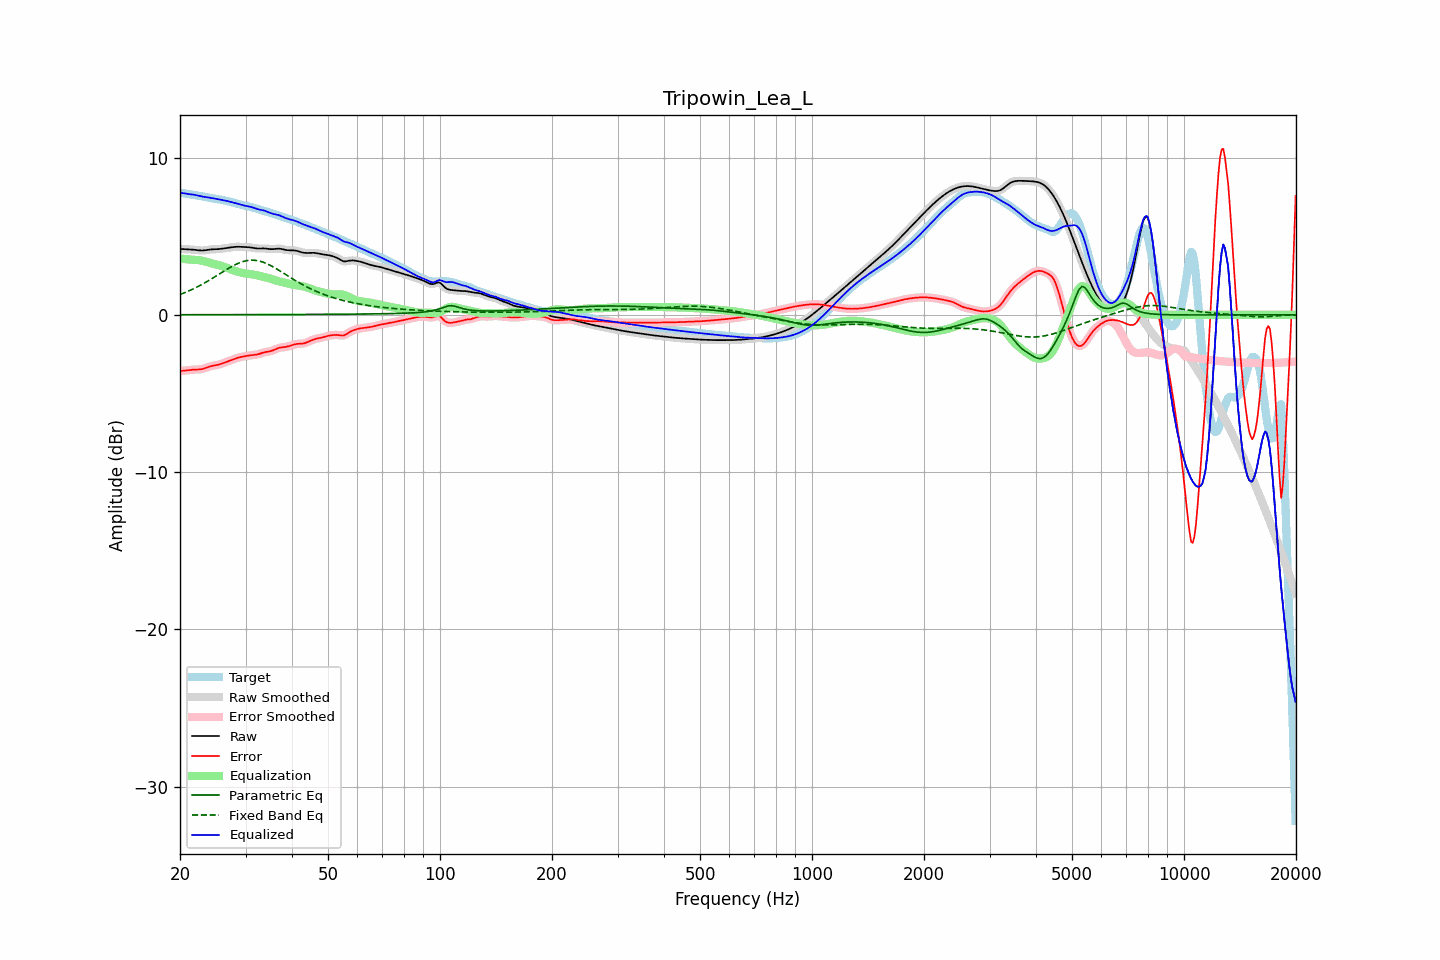 Tripowin_Lea_L
Amplitude (dBr)
10
0
−10
−20
−30
Target
Raw Smoothed
Error Smoothed
Raw
Error
Equalization
Parametric Eq
Fixed Band Eq
Equalized
20 50 100 200 500 1000 2000 5000 10000 20000
Frequency (Hz)